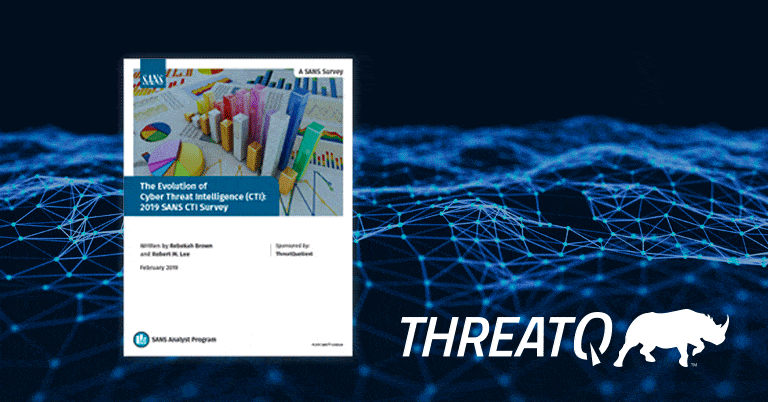 SANS
A SANS Survey
The Evolution of
Cyber Threat Intelligence (CTI):
2019 SANS CTI Survey
Written by Rebekah Brown
and Robert M. Lee
February 2019
Sponsored by:
ThreatQuotient
SANS Analyst Program
THREATQ
TM